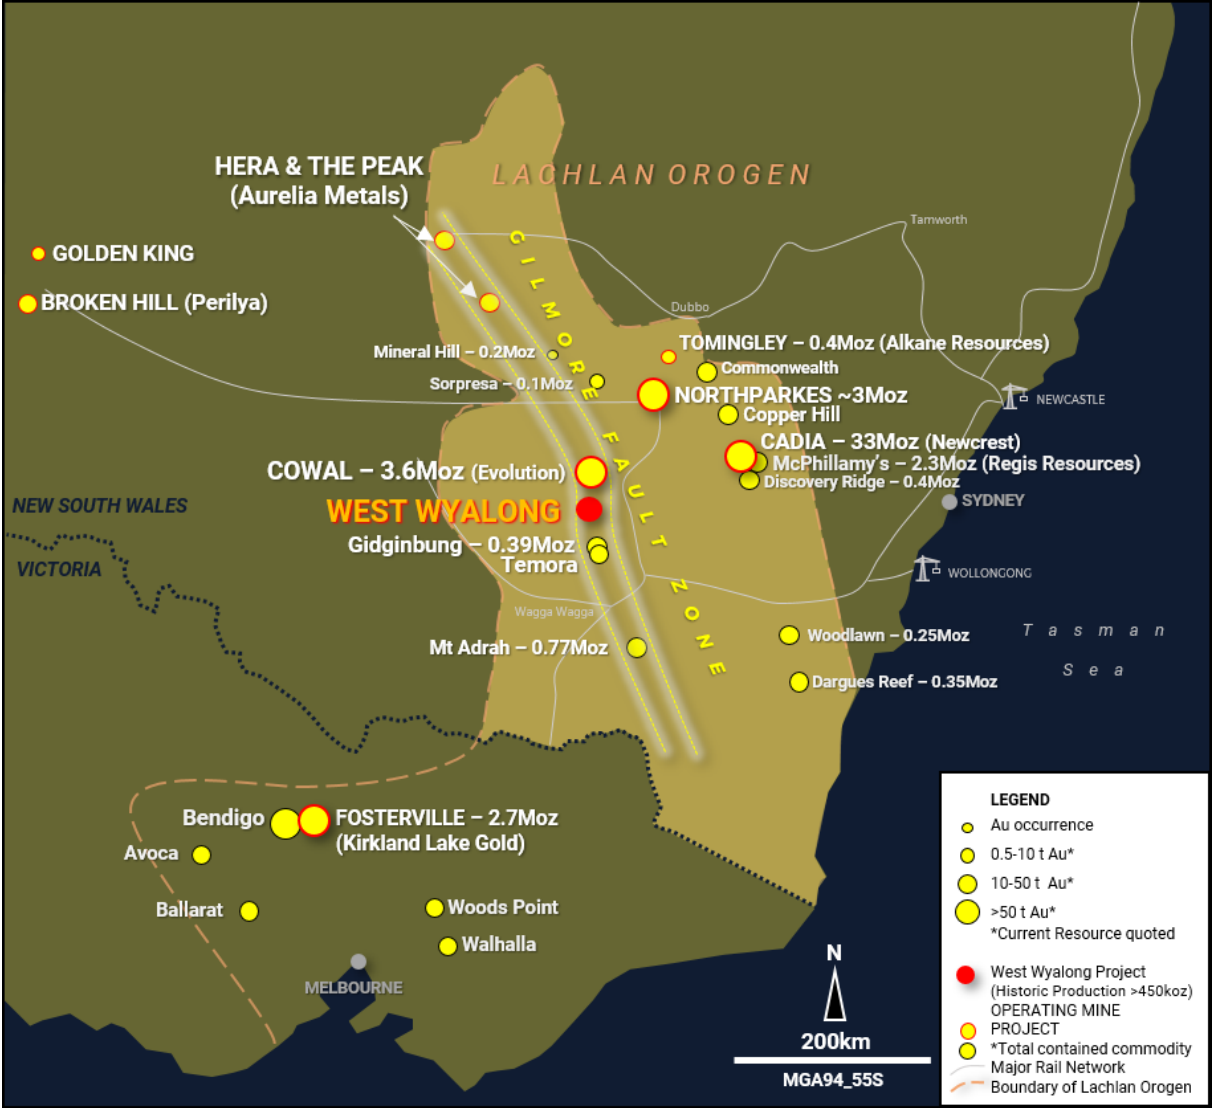 HERA & THE PEAK
(Aurelia Metals)
LACHLAN OROGEN
Tamworth
GOLDEN KING
BROKEN HILL (Perilya)
GILMORE FAULT ZONE
Dubbo
Mineral Hill – 0.2Moz
TOMINGLEY – 0.4Moz (Alkane Resources)
Commonwealth
Sorpresa – 0.1Moz
NORTHPARKES ~3Moz
NEWCASTLE
Copper Hill
CADIA – 33Moz (Newcrest)
COWAL – 3.6Moz (Evolution)
McPhillamy's – 2.3Moz (Regis Resources)
Discovery Ridge – 0.4Moz
NEW SOUTH WALES
WEST WYALONG
SYDNEY
Gidginbung – 0.39Moz
Temora
VICTORIA
WOLLONGONG
Wagga Wagga
Tasman
Sea
Mt Adrah – 0.77Moz
Woodlawn – 0.25Moz
Dargues Reef – 0.35Moz
Bendigo
FOSTERVILLE – 2.7Moz
(Kirkland Lake Gold)
Avoca
Ballarat
Woods Point
Walhalla
MELBOURNE
N
200km
MGA94_55S
LEGEND
Au occurrence
0.5-10 t Au*
10-50 t Au*
>50 t Au*
*Current Resource quoted
West Wyalong Project
(Historic Production >450koz)
OPERATING MINE
PROJECT
*Total contained commodity
Major Rail Network
Boundary of Lachlan Orogen